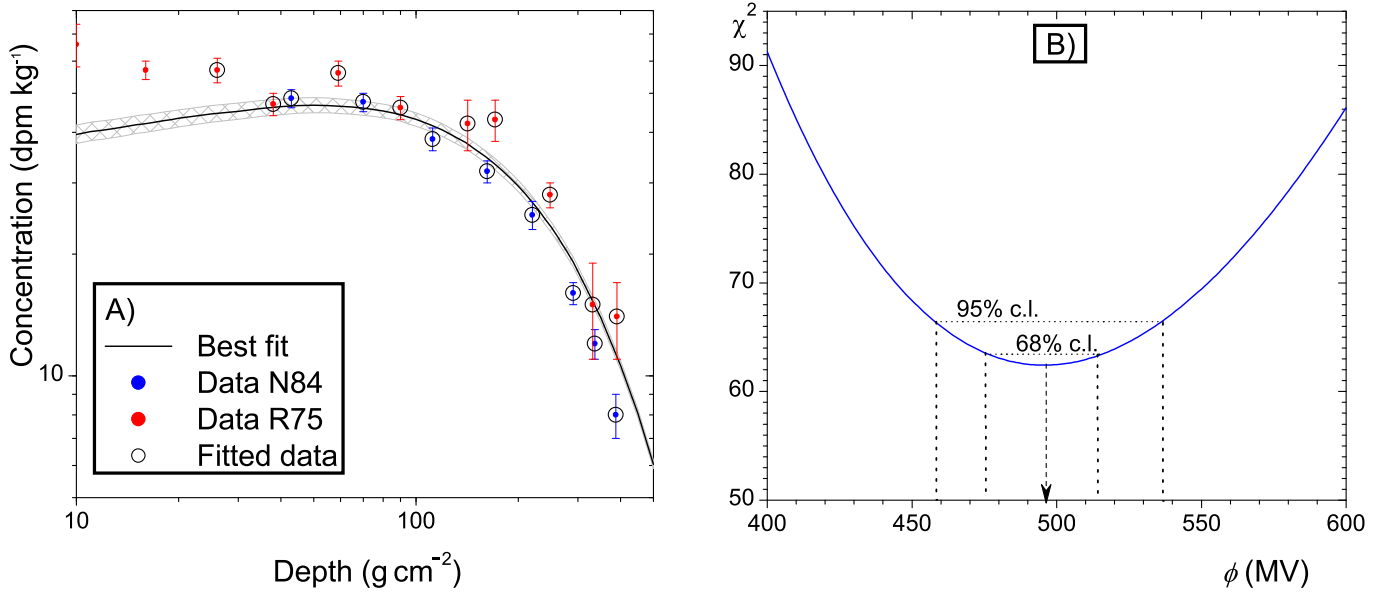 Concentration (dpm kg⁻¹)
10
A)
Best fit
Data N84
Data R75
Fitted data
10
100
Depth (g cm⁻²)
χ²
B)
90
80
70
60
50
95% c.l.
68% c.l.
400
450
500
550
600
ϕ (MV)